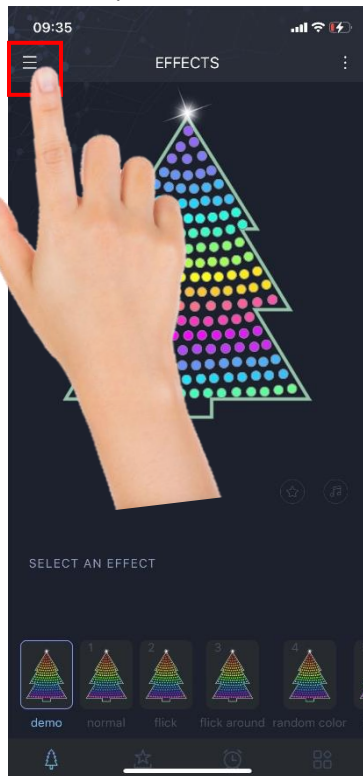 09:35
EFFECTS
SELECT AN EFFECT
1 2 3 4
demo normal flick flick around random color